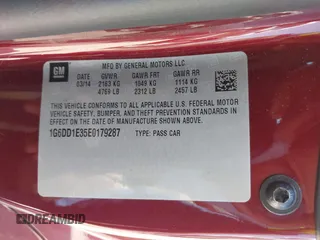 GM
MFG BY GENERAL MOTORS LLC
DATE GVWR GAWR FRT GAWR RR
03/14 2163 KG 1049 KG 1114 KG
4769 LB 2312 LB 2457 LB
THIS VEHICLE CONFORMS TO ALL APPLICABLE U.S. FEDERAL
MOTOR VEHICLE SAFETY, BUMPER, AND THEFT PREVENTION STANDARDS
IN EFFECT ON THE DATE OF MANUFACTURE SHOWN ABOVE.
1G6DD1E35E0179287 TYPE: PASS CAR
DREAMBID